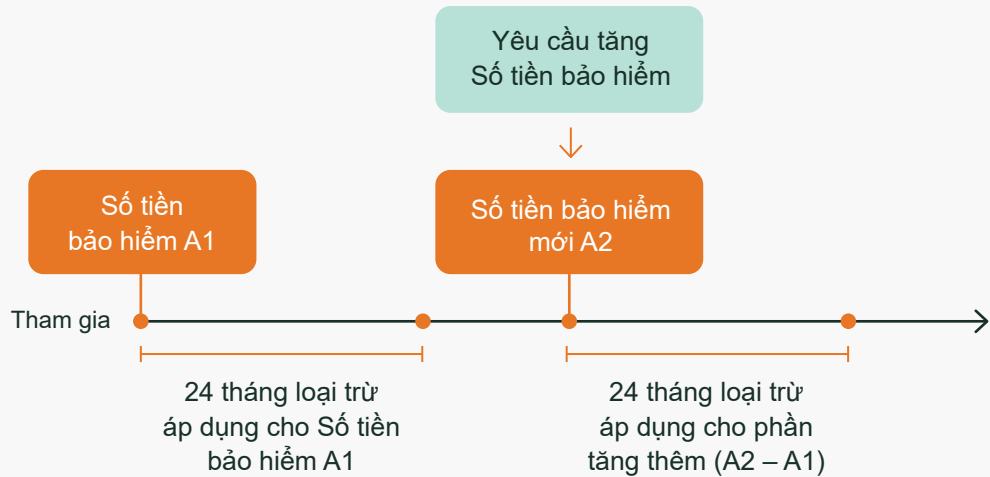 Yêu cầu tăng
Số tiền bảo hiểm
Số tiền
bảo hiểm A1
Số tiền bảo hiểm
mới A2
Tham gia
24 tháng loại trừ
áp dụng cho Số tiền
bảo hiểm A1
24 tháng loại trừ
áp dụng cho phần
tăng thêm (A2 – A1)